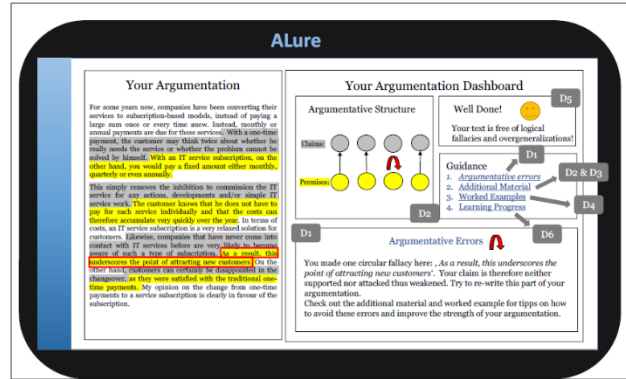 ALure
Your Argumentation
For some years now, companies have been converting their
services to subscription-based models, instead of paying a
large sum once or every time anew. Instead, monthly or
annual payments are due for these services. With a one-time
payment, the customer may think twice about whether he
really needs the service or whether the problem cannot be
solved by himself. With an IT service subscription, on the
other hand, you would pay a fixed amount either monthly,
quarterly or even annually.
This simply removes the inhibition to commission the IT
service for any actions, developments and/or simple IT
service work. The customer knows that he does not have to
pay for each service individually and that the costs can
therefore accumulate very quickly over the year. In terms of
costs, an IT service subscription is a very relaxed solution for
customers. Likewise, companies that have never come into
contact with IT services before are very likely to become
aware of such a type of subscription. As a result, this
underscores the point of attracting new customers. On the
other hand, customers can certainly be disappointed in the
changeover, as they were satisfied with the traditional one-
time payments. My opinion on the change from one-time
payments to a service subscription is clearly in favour of the
subscription.
Your Argumentation Dashboard
Argumentative Structure
Claims:
Premises:
D2
Well Done!
D5
Your text is free of logical
fallacies and overgeneralizations!
Guidance
D1
1. Argumentative errors
2. Additional Material
3. Worked Examples
4. Learning Progress
D2 & D3
D4
D6
D1
Argumentative Errors
You made one circular fallacy here: , As a result, this underscores the
point of attracting new customers'. Your claim is therefore neither
supported nor attacked thus weakened. Try to re-write this part of your
argumentation.
Check out the additional material and worked example for tipps on how
to avoid these errors and improve the strength of your argumentation.